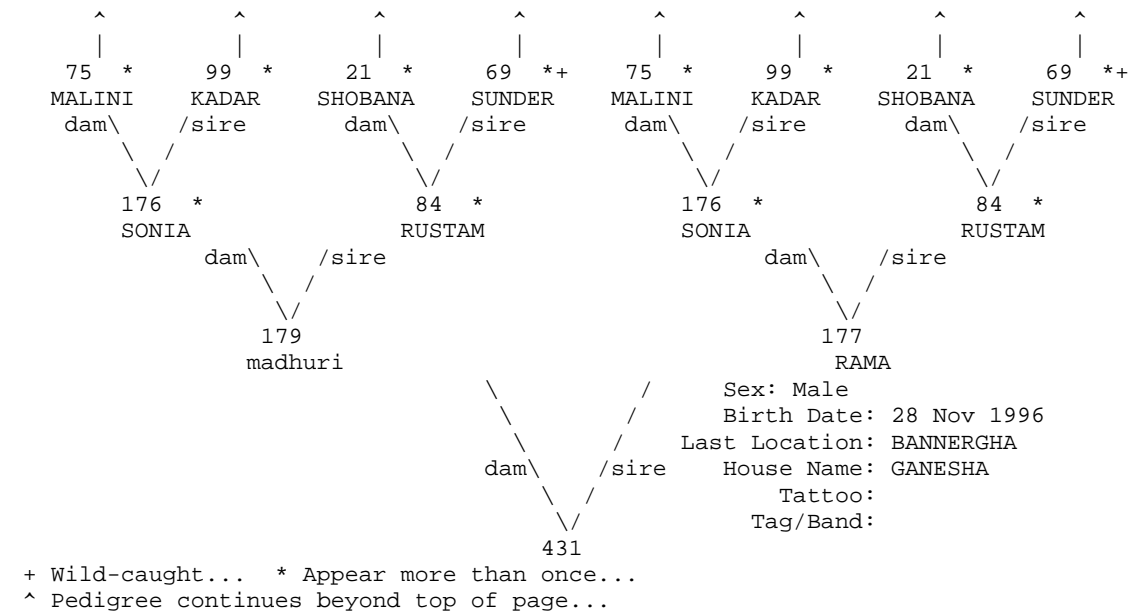 ^ ^ ^ ^ ^ ^ ^ ^
| | | | | | | |
75 * 99 * 21 * 69 *+ 75 * 99 * 21 * 69 *+
MALINI KADAR SHOBANA SUNDER MALINI KADAR SHOBANA SUNDER
dam\ /sire dam\ /sire dam\ /sire dam\ /sire
\ / \ / \ / \ /
\/ \/ \/ \/
176 * 84 * 176 * 84 *
SONIA RUSTAM SONIA RUSTAM
dam\ /sire dam\ /sire
\ / \ /
\/ \/
179 177
madhuri RAMA
\ / Sex: Male
\ / Birth Date: 28 Nov 1996
\ / Last Location: BANNERGHA
dam\ /sire House Name: GANESHA
\ / Tattoo:
\/ Tag/Band:
431
+ Wild-caught... * Appear more than once...
^ Pedigree continues beyond top of page...